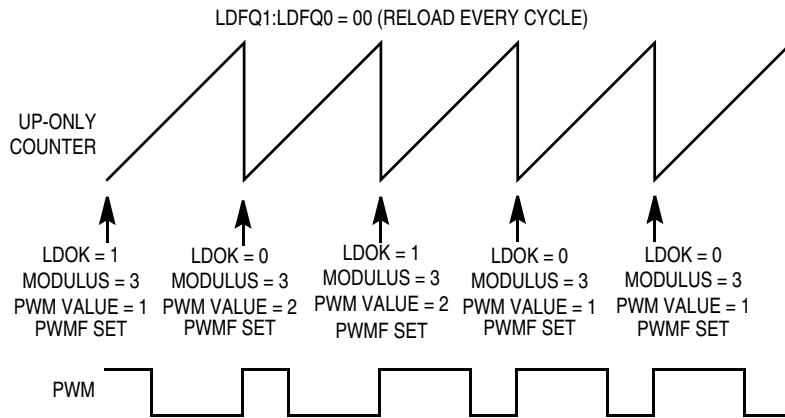 LDFQ1:LDFQ0 = 00 (RELOAD EVERY CYCLE)
UP-ONLY
COUNTER
LDOK = 1
MODULUS = 3
PWM VALUE = 1
PWMF SET
LDOK = 0
MODULUS = 3
PWM VALUE = 2
PWMF SET
LDOK = 1
MODULUS = 3
PWM VALUE = 2
PWMF SET
LDOK = 0
MODULUS = 3
PWM VALUE = 1
PWMF SET
LDOK = 0
MODULUS = 3
PWM VALUE = 1
PWMF SET
PWM